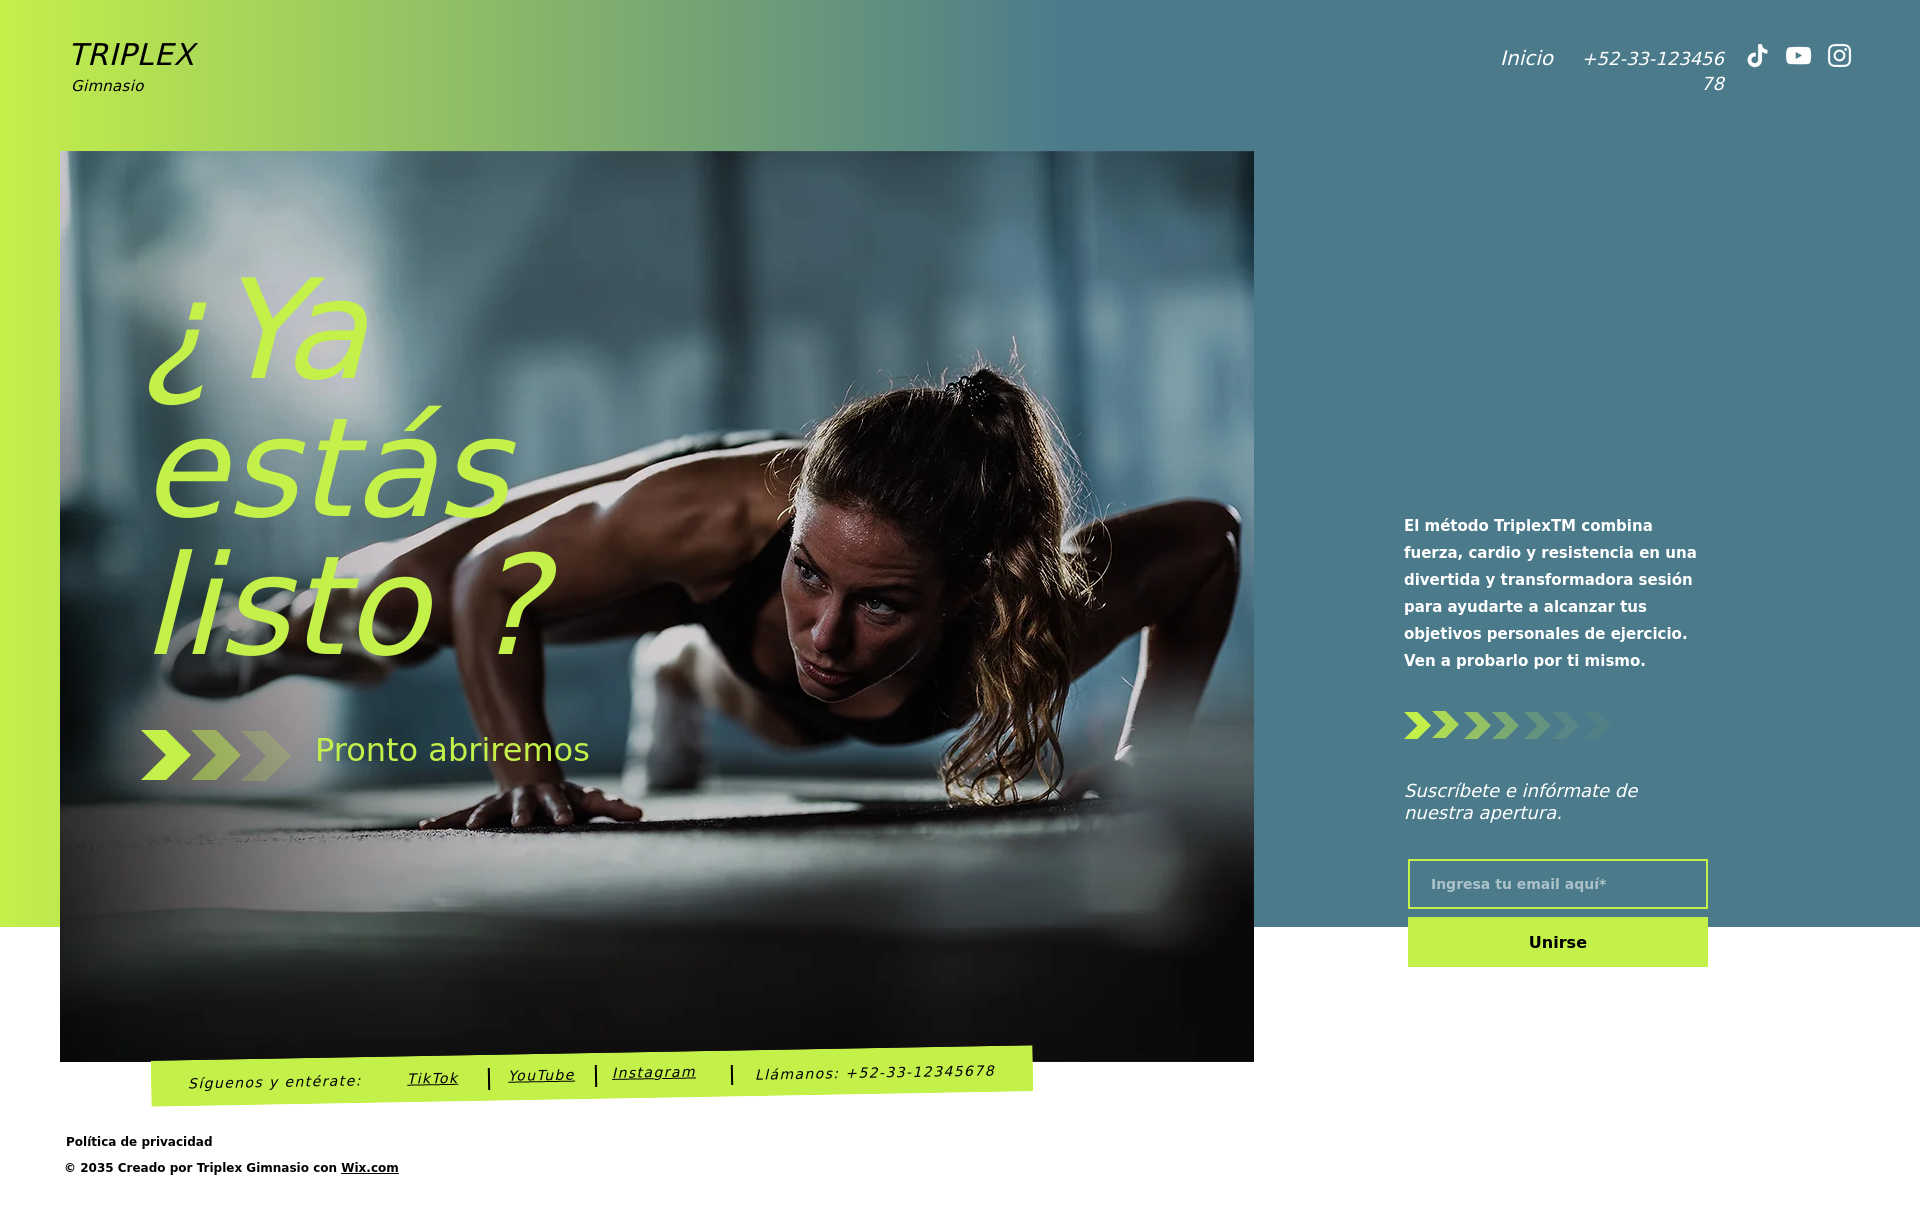 TRIPLEX
Gimnasio
Inicio
+52-33-123456
78
¿Ya
estás
listo ?
Pronto abriremos
El método TriplexTM combina
fuerza, cardio y resistencia en una
divertida y transformadora sesión
para ayudarte a alcanzar tus
objetivos personales de ejercicio.
Ven a probarlo por ti mismo.
Suscríbete e infórmate de
nuestra apertura.
Ingresa tu email aquí*
Unirse
Síguenos y entérate: TikTok | YouTube | Instagram | Llámanos: +52-33-12345678
Política de privacidad
© 2035 Creado por Triplex Gimnasio con Wix.com